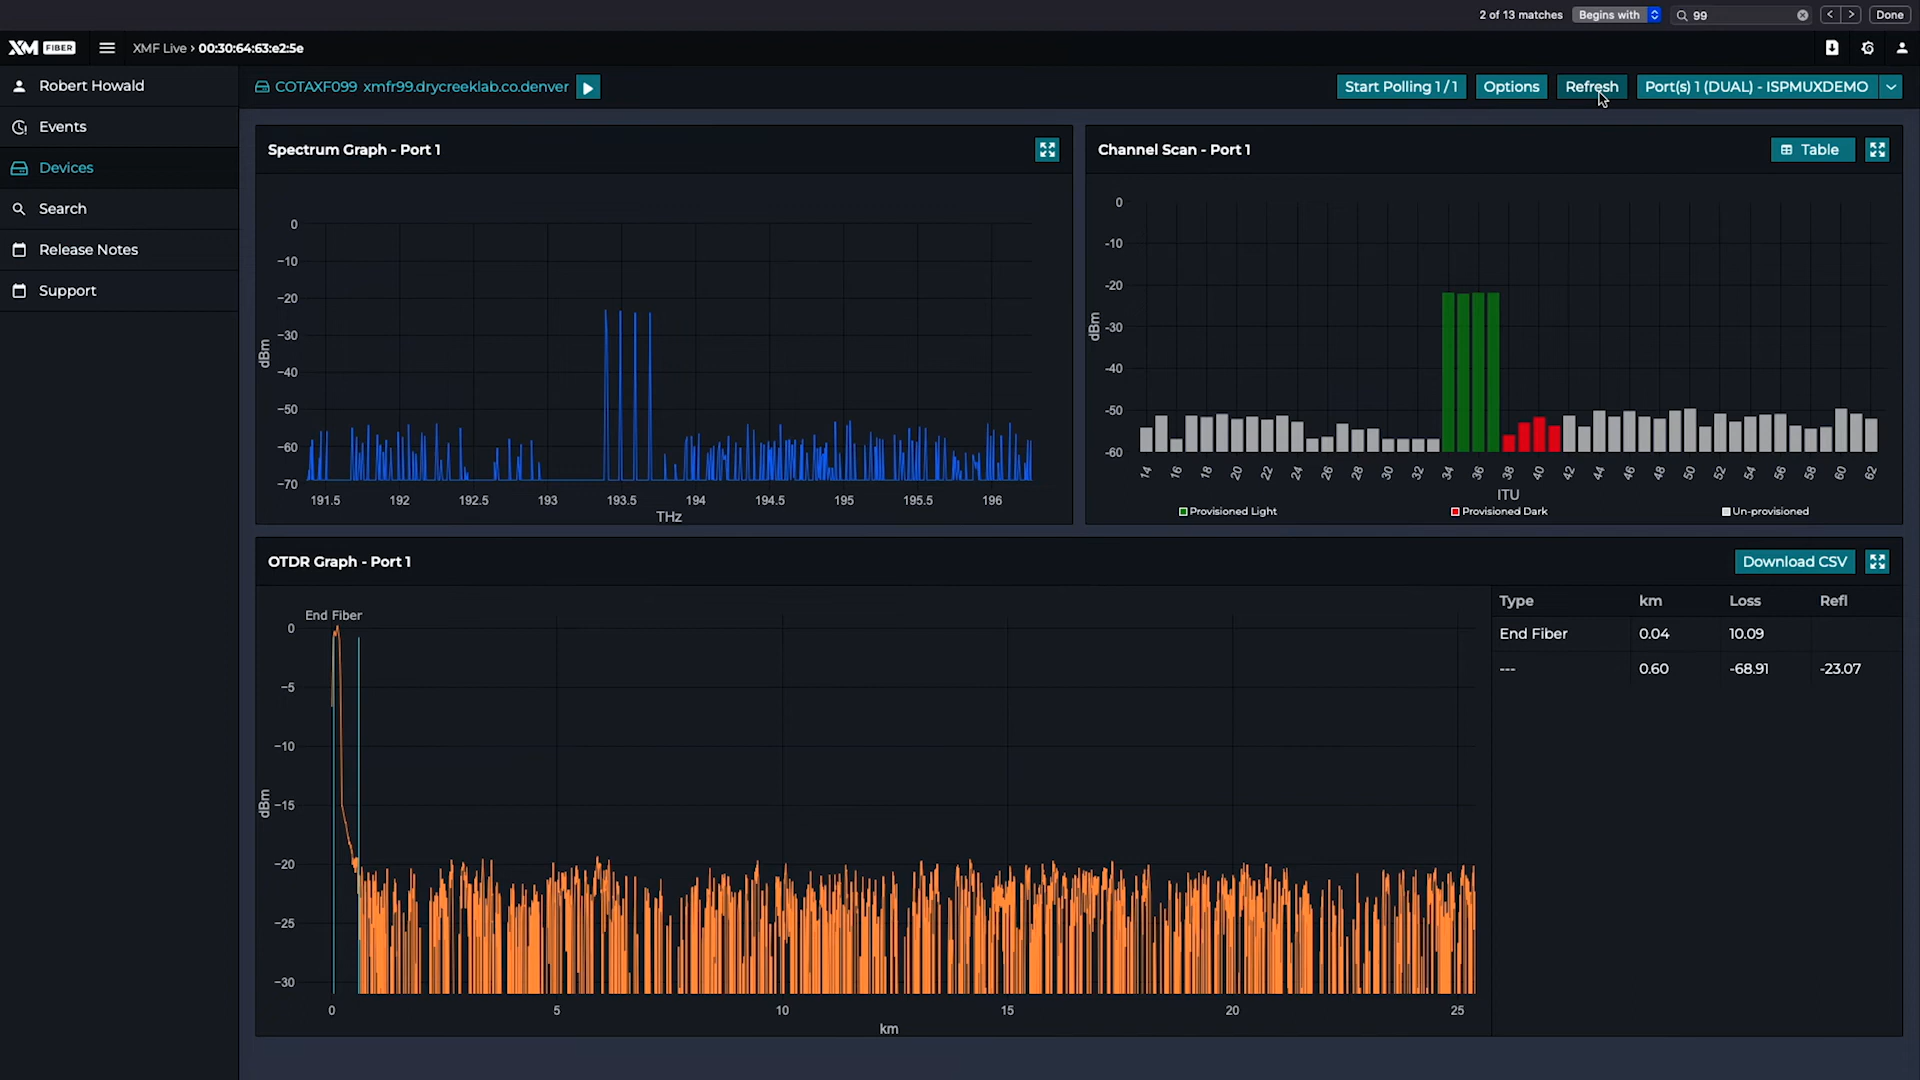 2 of 13 matches Begins with 99 < > Done
XM FIBER XMF Live > 00:30:64:63:e2:5e
Robert Howald
Events
Devices
Search
Release Notes
Support
COTAXF099 xmfr99.drycreeklab.co.denver
Start Polling 1 / 1 Options Refresh Port(s) 1 (DUAL) - ISPMUXDEMO
Spectrum Graph - Port 1
0
−10
−20
−30
−40
−50
−60
−70
dBm
191.5 192 192.5 193 193.5 194 194.5 195 195.5 196
THz
Channel Scan - Port 1
Table
0
-10
-20
-30
-40
-50
-60
dBm
14 16 18 20 22 24 26 28 30 32 34 36 38 40 42 44 46 48 50 52 54 56 58 60 62
ITU
Provisioned Light Provisioned Dark Un-provisioned
OTDR Graph - Port 1
Download CSV
End Fiber
0
−5
−10
−15
−20
−25
−30
dBm
0 5 10 15 20 25
km
Type km Loss Refl
End Fiber 0.04 10.09
--- 0.60 -68.91 -23.07